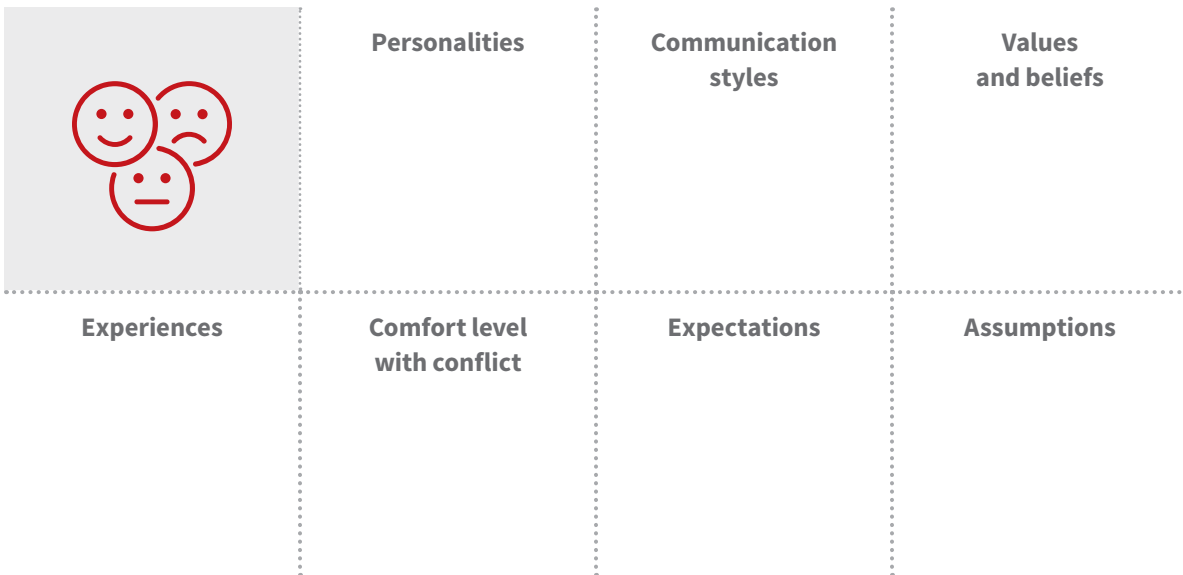 Personalities
Communication
styles
Values
and beliefs
Experiences
Comfort level
with conflict
Expectations
Assumptions